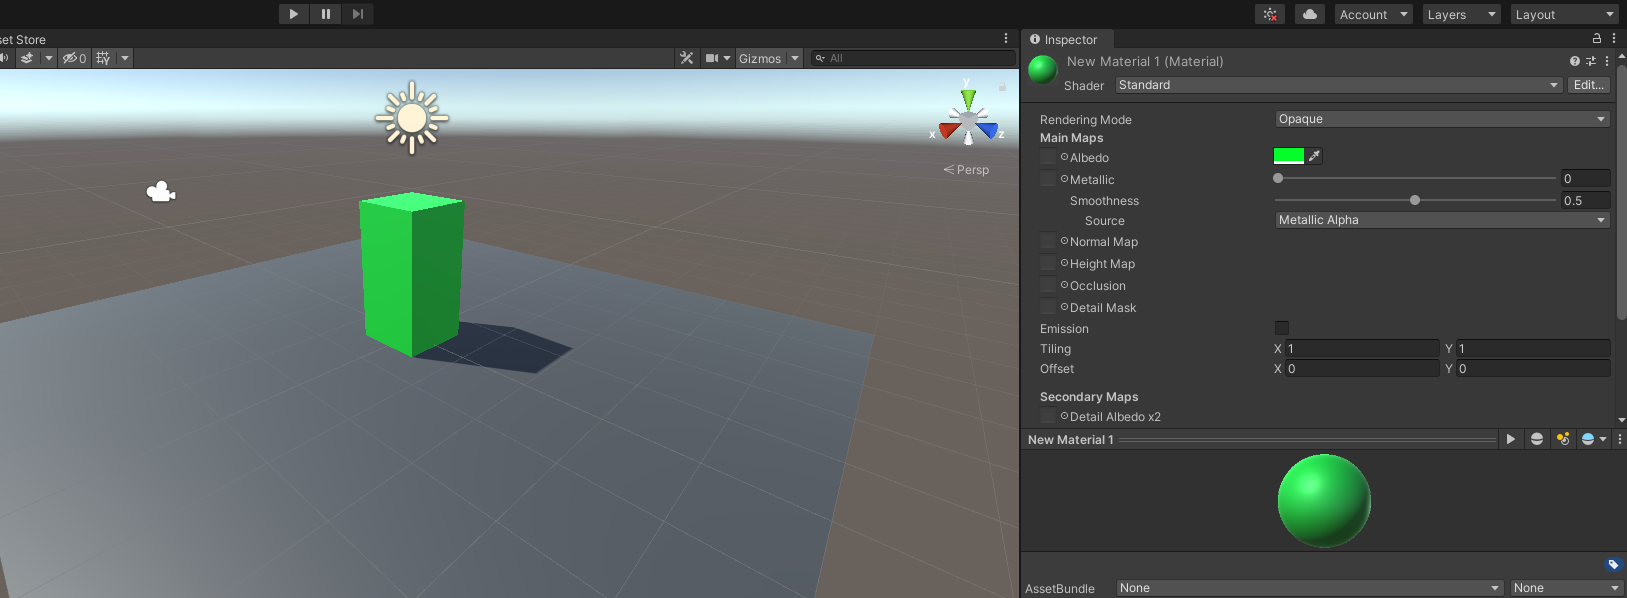 Account
Layers
Layout
set Store
Inspector
0
Gizmos
All
New Material 1 (Material)
Shader
Standard
Edit...
y
x
z
Persp
Rendering Mode
Opaque
Main Maps
Albedo
Metallic
0
Smoothness
0.5
Source
Metallic Alpha
Normal Map
Height Map
Occlusion
Detail Mask
Emission
Tiling
X 1
Y 1
Offset
X 0
Y 0
Secondary Maps
Detail Albedo x2
New Material 1
AssetBundle
None
None